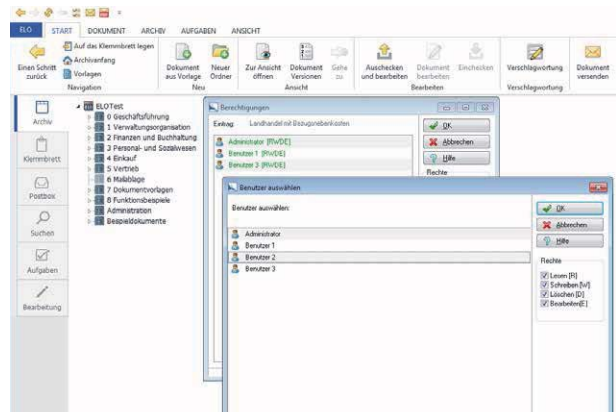 ELO START DOKUMENT ARCHIV AUFGABEN ANSICHT
Einen Schritt zurück
Auf das Klemmbrett legen
Archivanfang
Vorlagen
Navigation
Dokument aus Vorlage
Neuer Ordner
Neu
Zur Ansicht öffnen
Dokument Versionen
Gehe zu
Ansicht
Auschecken und bearbeiten
Dokument bearbeiten
Einchecken
Bearbeiten
Verschlagwortung
Verschlagwortung
Dokument versenden
Archiv
Klemmbrett
Postbox
Suchen
Aufgaben
Bearbeitung
ELOTest
0 Geschäftsführung
1 Verwaltungsorganisation
2 Finanzen und Buchhaltung
3 Personal- und Sozialwesen
4 Einkauf
5 Vertrieb
6 Mailablage
7 Dokumentvorlagen
8 Funktionsbeispiele
Administration
Beispieldokumente
Berechtigungen
Eintrag: Landhandel mit Bezugsnebenkosten
Administrator [RWDE]
Benutzer 1 [RWDE]
Benutzer 3 [RWDE]
OK
Abbrechen
Hilfe
Rechte
Benutzer auswählen
Benutzer auswählen:
Administrator
Benutzer 1
Benutzer 2
Benutzer 3
OK
Abbrechen
Hilfe
Rechte
Lesen [R]
Schreiben [W]
Löschen [D]
Bearbeiten[E]